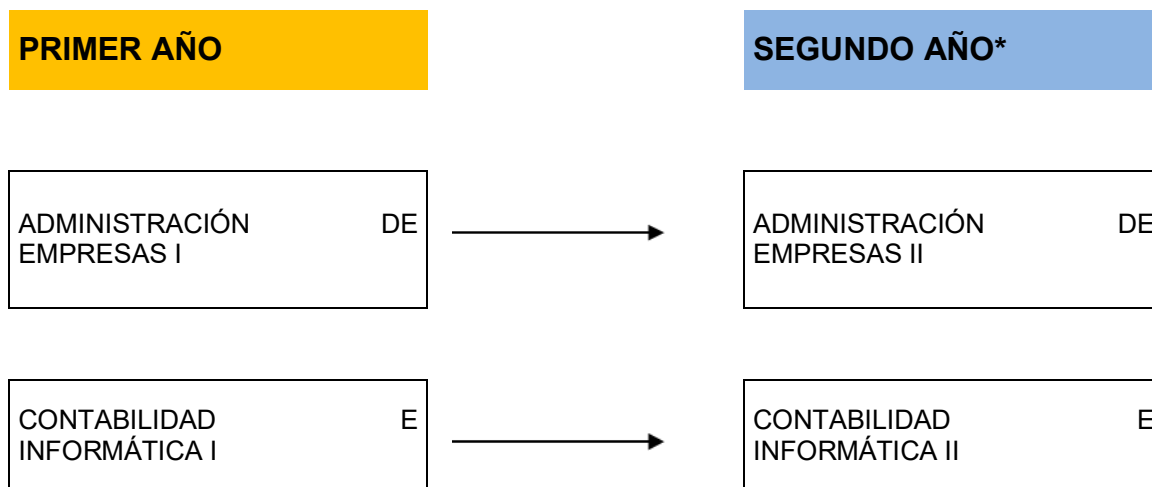 PRIMER AÑO
SEGUNDO AÑO*
ADMINISTRACIÓN DE
EMPRESAS I
ADMINISTRACIÓN DE
EMPRESAS II
CONTABILIDAD E
INFORMÁTICA I
CONTABILIDAD E
INFORMÁTICA II